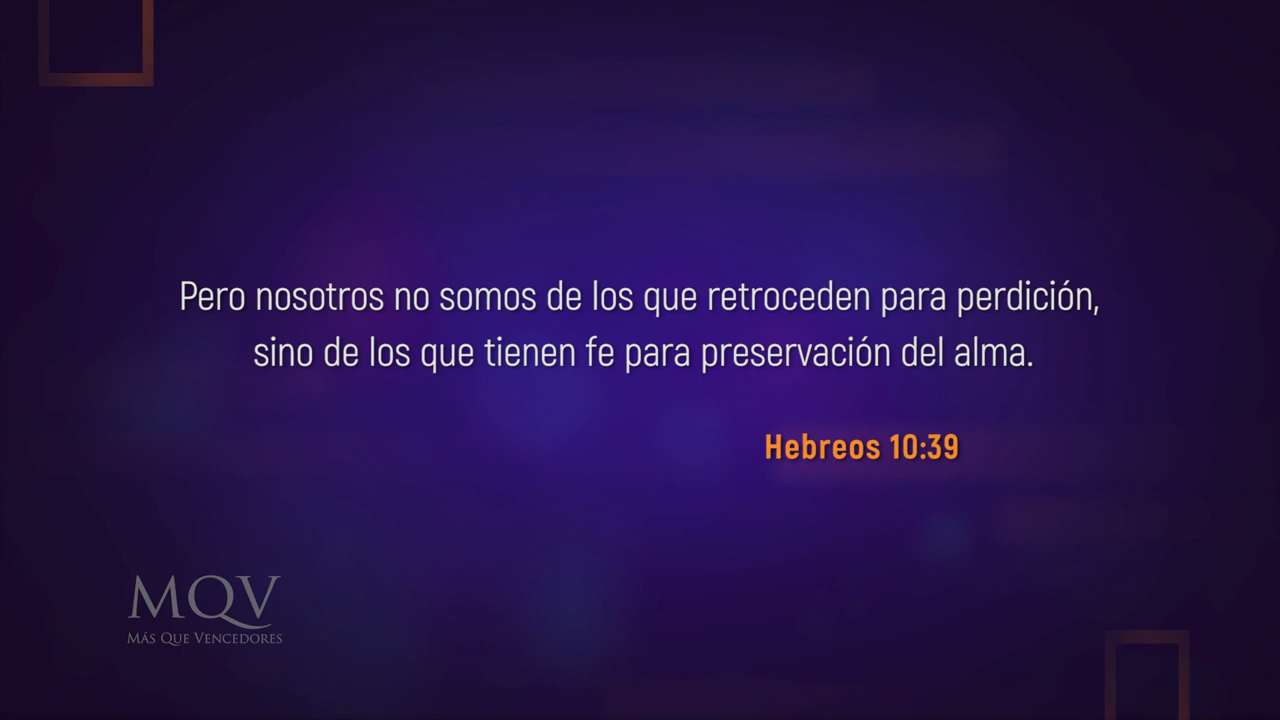 Pero nosotros no somos de los que retroceden para perdición,
sino de los que tienen fe para preservación del alma.
Hebreos 10:39
MQV
Más Que Vencedores